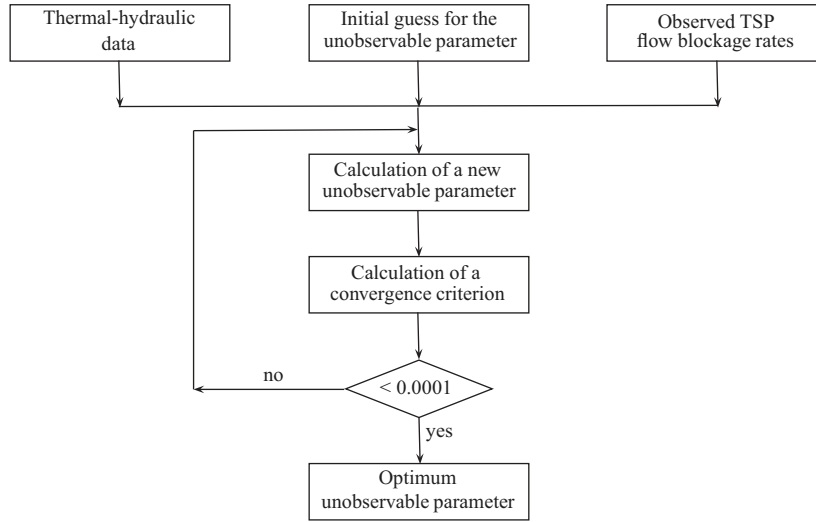 Thermal-hydraulic
data
Initial guess for the
unobservable parameter
Observed TSP
flow blockage rates
Calculation of a new
unobservable parameter
Calculation of a
convergence criterion
no
< 0.0001
yes
Optimum
unobservable parameter